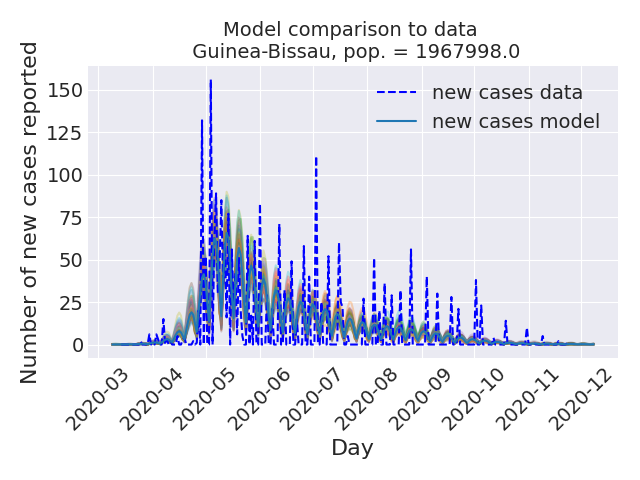 Model comparison to data
Guinea-Bissau, pop. = 1967998.0
Number of new cases reported
150
125
100
75
50
25
0
new cases data
new cases model
2020-03
2020-04
2020-05
2020-06
2020-07
2020-08
2020-09
2020-10
2020-11
2020-12
Day